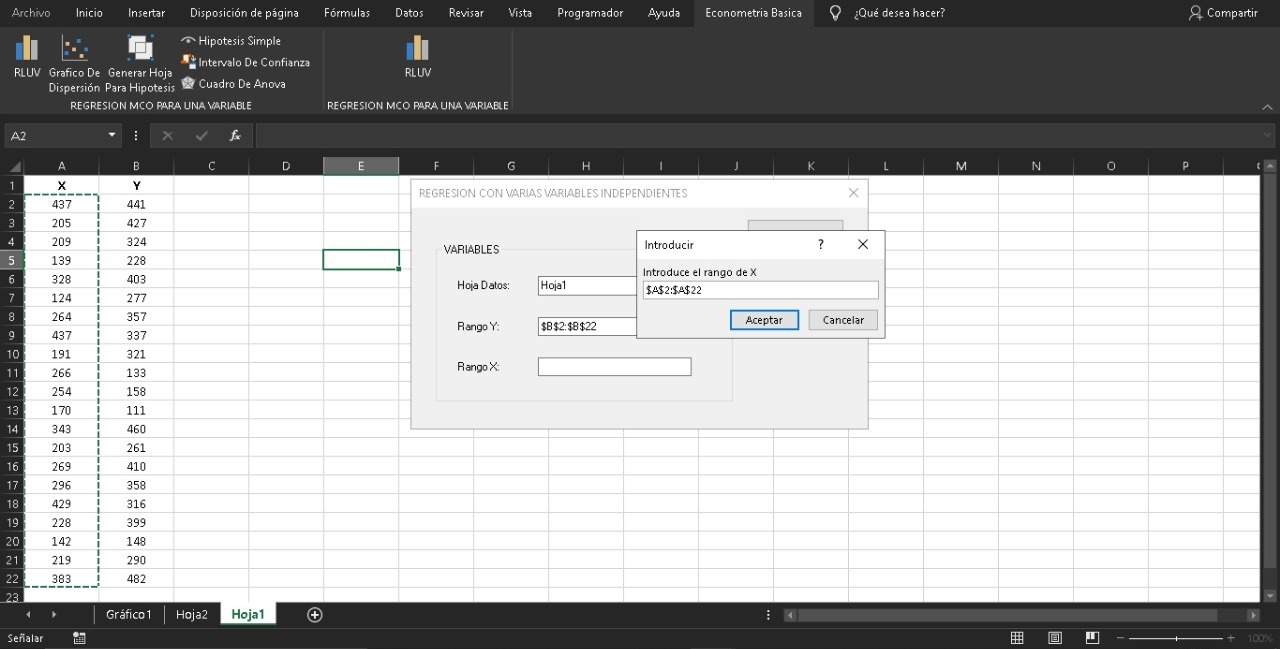 Archivo Inicio Insertar Disposición de página Fórmulas Datos Revisar Vista Programador Ayuda Econometria Basica ¿Qué desea hacer? Compartir
RLUV Grafico De Dispersión Generar Hoja Para Hipotesis Hipotesis Simple RLUV
Intervalo De Confianza
Cuadro De Anova
REGRESION MCO PARA UNA VARIABLE REGRESION MCO PARA UNA VARIABLE
A2 fx
A B C D E F G H I J K L M N O P
1 X Y
2 437 441
3 205 427
4 209 324
5 139 228
6 328 403
7 124 277
8 264 357
9 437 337
10 191 321
11 266 133
12 254 158
13 170 111
14 343 460
15 203 261
16 269 410
17 296 358
18 429 316
19 228 399
20 142 148
21 219 290
22 383 482
23
REGRESION CON VARIAS VARIABLES INDEPENDIENTES
VARIABLES
Hoja Datos: Hoja1
Rango Y: $B$2:$B$22
Rango X:
Introducir ?
Introduce el rango de X
$A$2:$A$22
Aceptar Cancelar
Gráfico1 Hoja2 Hoja1
Señalar 100%